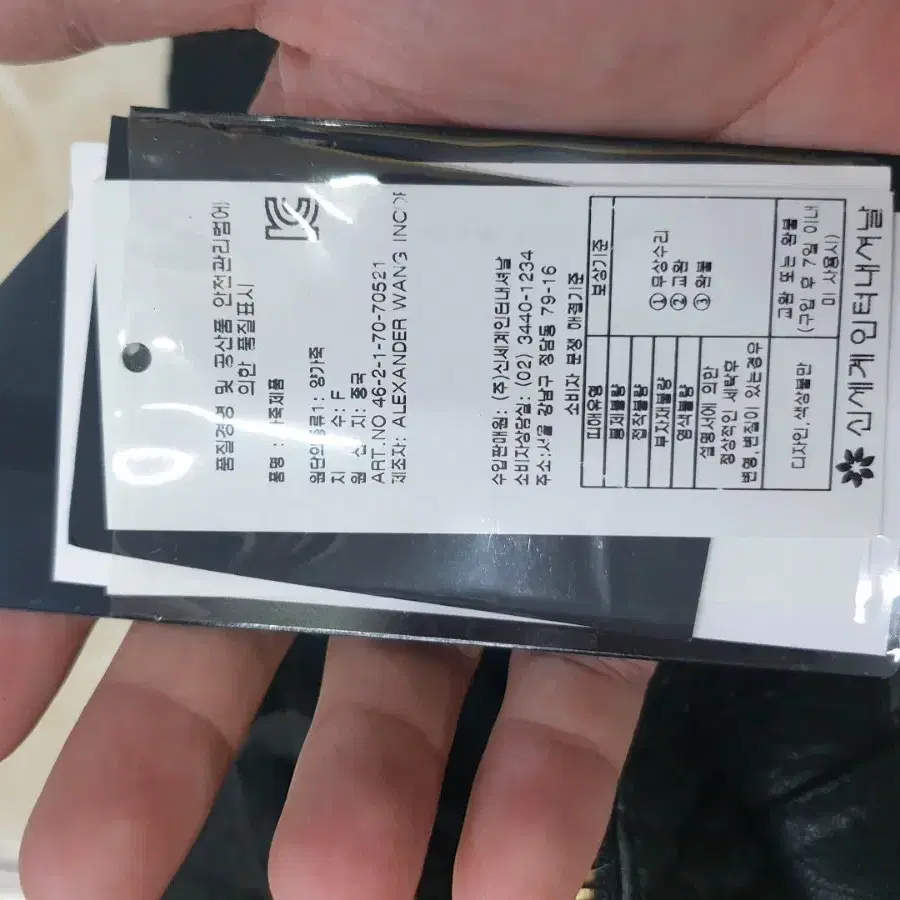 품질경영 및 공산품 안전관리법에
의한 품질표시
품명 : 가죽제품
원단의종류1: 양가죽
치 수: F
원 산 지: 중국
ART.NO 46-2-1-70-70521
제조자: ALEXANDER WANG INCOR
수입판매원: (주)신세계인터내셔날
소비자상담실: (02) 3440-1234
주소:서울 강남구 청담동 79-16
소비자 분쟁 해결기준
피해유형 보상기준
봉제불량
접착불량
부자재불량
염색불량
설명서에 의한
정상적인 세탁후
변형,변질이 있는경우
① 무상수리
② 교환
③ 환불
디자인,색상불만
교환 또는 환불
(구입 후 7일 이내
미 사용시)
신세계인터내셔날